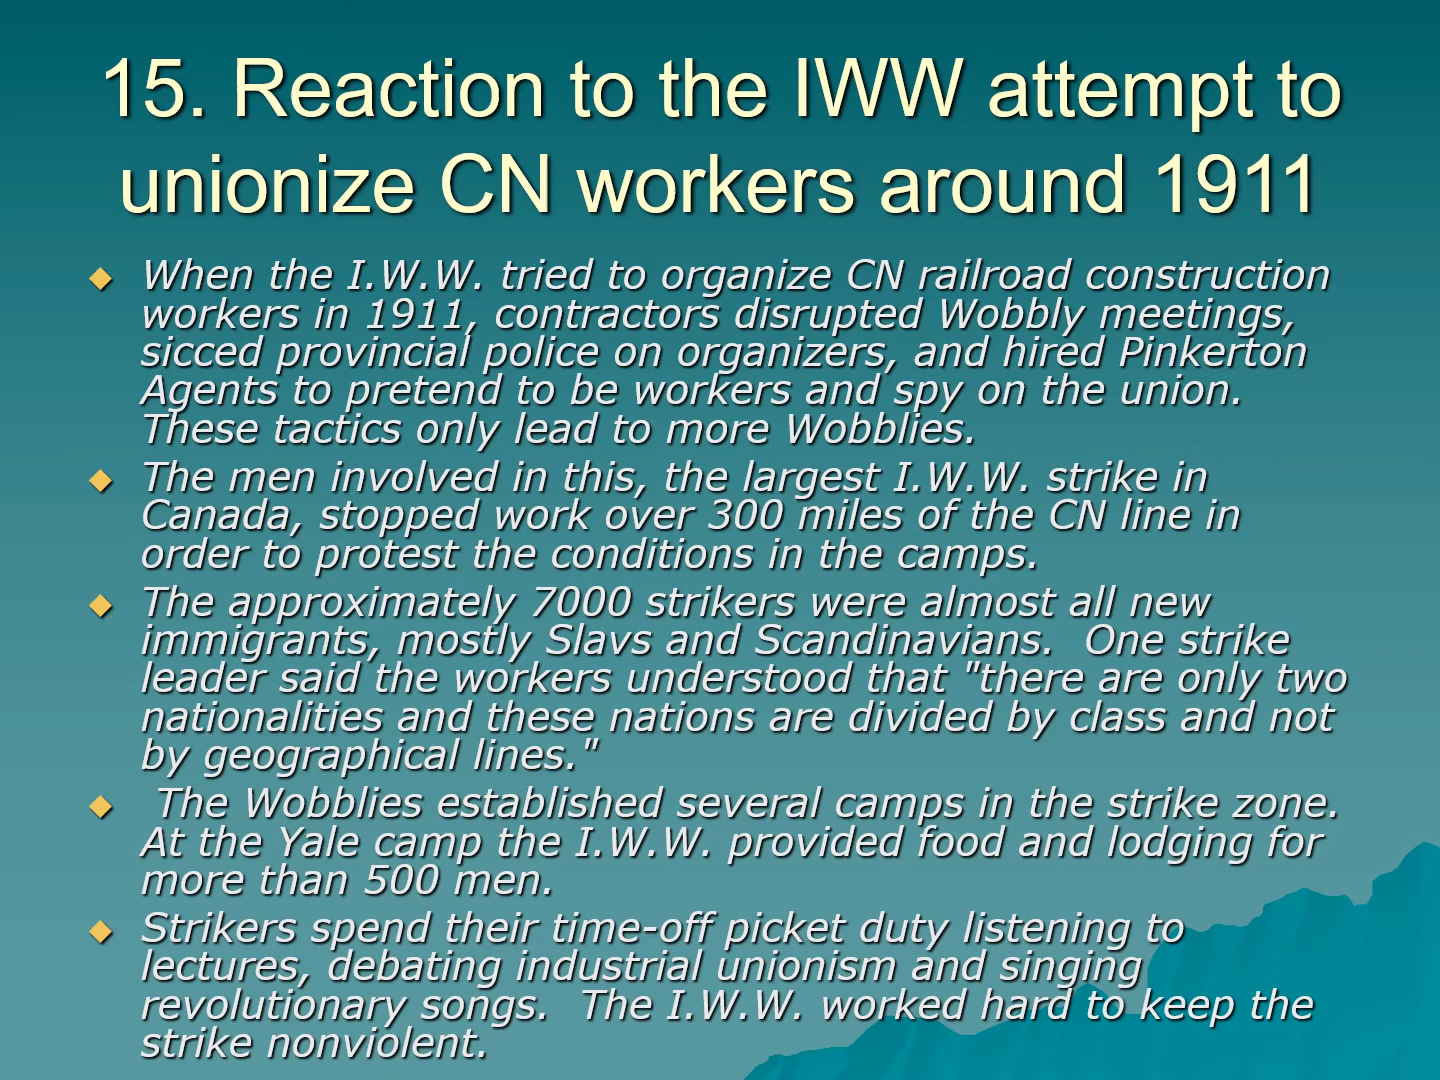 15. Reaction to the IWW attempt to
unionize CN workers around 1911
When the I.W.W. tried to organize CN railroad construction
workers in 1911, contractors disrupted Wobbly meetings,
sicced provincial police on organizers, and hired Pinkerton
Agents to pretend to be workers and spy on the union.
These tactics only lead to more Wobblies.
The men involved in this, the largest I.W.W. strike in
Canada, stopped work over 300 miles of the CN line in
order to protest the conditions in the camps.
The approximately 7000 strikers were almost all new
immigrants, mostly Slavs and Scandinavians. One strike
leader said the workers understood that "there are only two
nationalities and these nations are divided by class and not
by geographical lines."
The Wobblies established several camps in the strike zone.
At the Yale camp the I.W.W. provided food and lodging for
more than 500 men.
Strikers spend their time-off picket duty listening to
lectures, debating industrial unionism and singing
revolutionary songs. The I.W.W. worked hard to keep the
strike nonviolent.